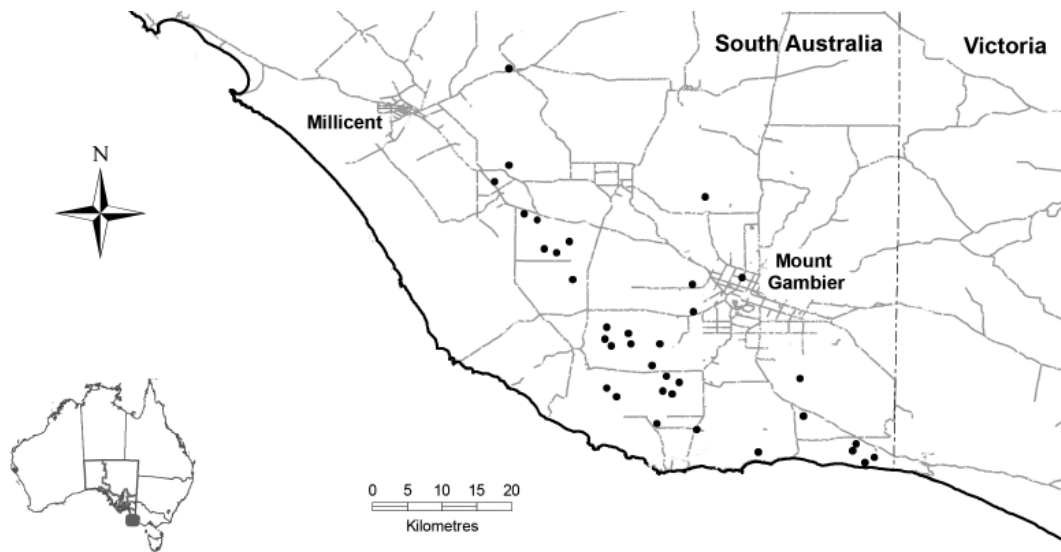 South Australia
Victoria
Millicent
N
Mount
Gambier
0 5 10 15 20
Kilometres